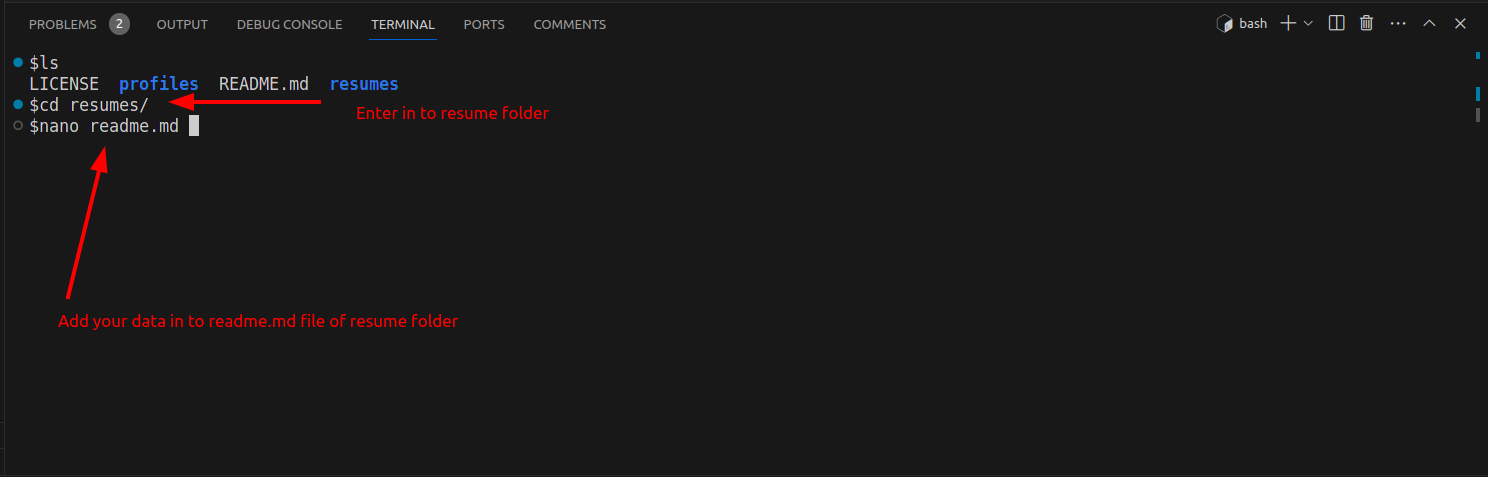 PROBLEMS 2 OUTPUT DEBUG CONSOLE TERMINAL PORTS COMMENTS bash
$ls
LICENSE profiles README.md resumes
$cd resumes/
Enter in to resume folder
$nano readme.md
Add your data in to readme.md file of resume folder